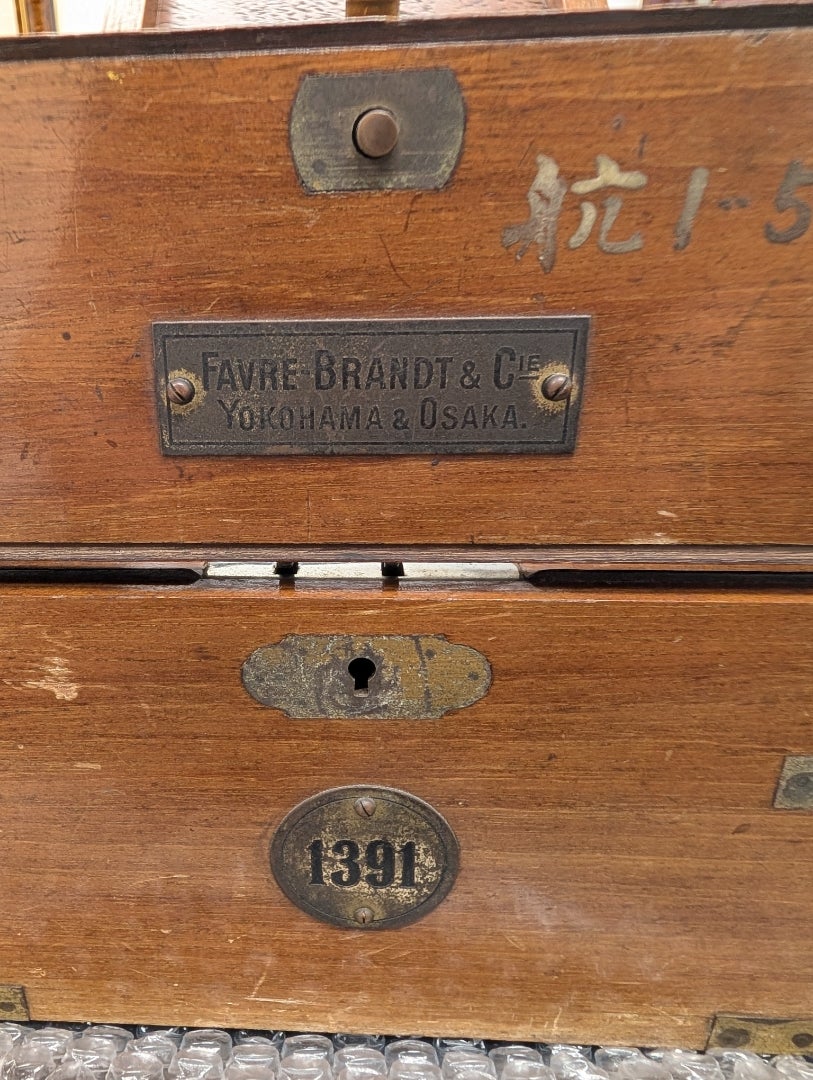 航1-5
FAVRE-BRANDT & CIE
YOKOHAMA & OSAKA.
1391